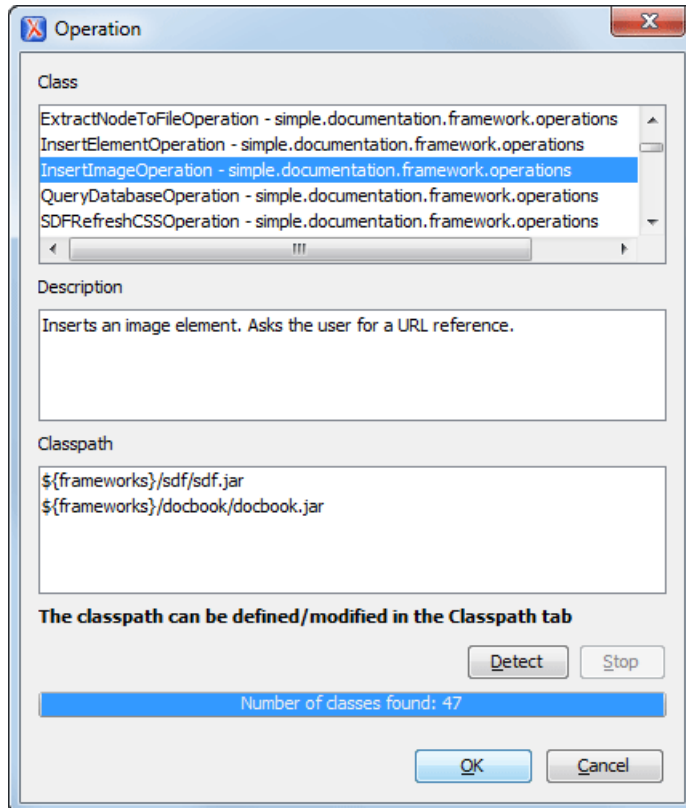 Operation
Class
ExtractNodeToFileOperation - simple.documentation.framework.operations
InsertElementOperation - simple.documentation.framework.operations
InsertImageOperation - simple.documentation.framework.operations
QueryDatabaseOperation - simple.documentation.framework.operations
SDFRefreshCSSOperation - simple.documentation.framework.operations
Description
Inserts an image element. Asks the user for a URL reference.
Classpath
${frameworks}/sdf/sdf.jar
${frameworks}/docbook/docbook.jar
The classpath can be defined/modified in the Classpath tab
Detect Stop
Number of classes found: 47
OK Cancel